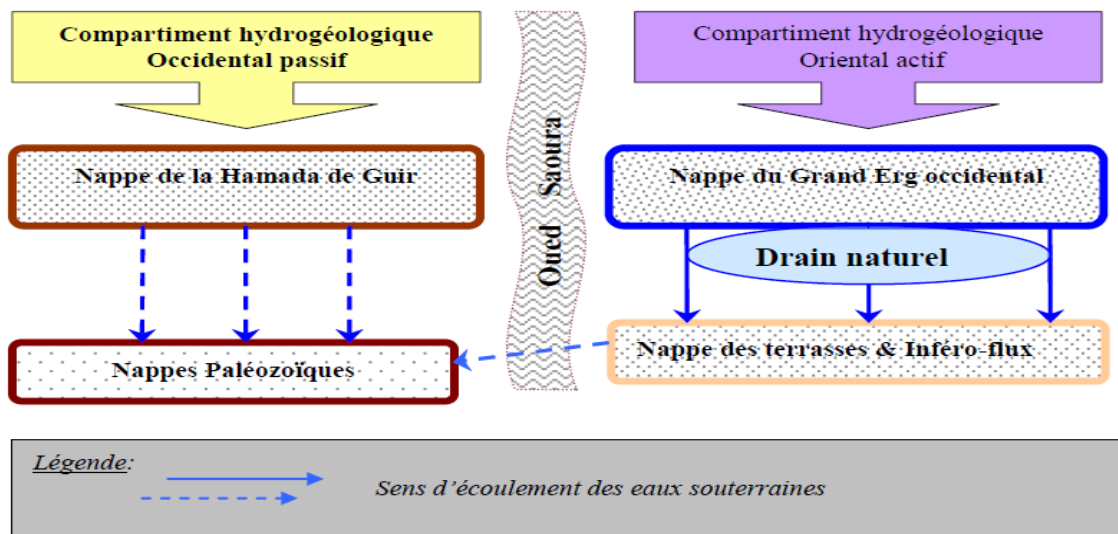 Compartiment hydrogéologique
Occidental passif
Compartiment hydrogéologique
Oriental actif
Nappe de la Hamada de Guir
Oued Saoura
Nappe du Grand Erg occidental
Drain naturel
Nappes Paléozoïques
Nappe des terrasses & Inféro-flux
Légende:
Sens d'écoulement des eaux souterraines